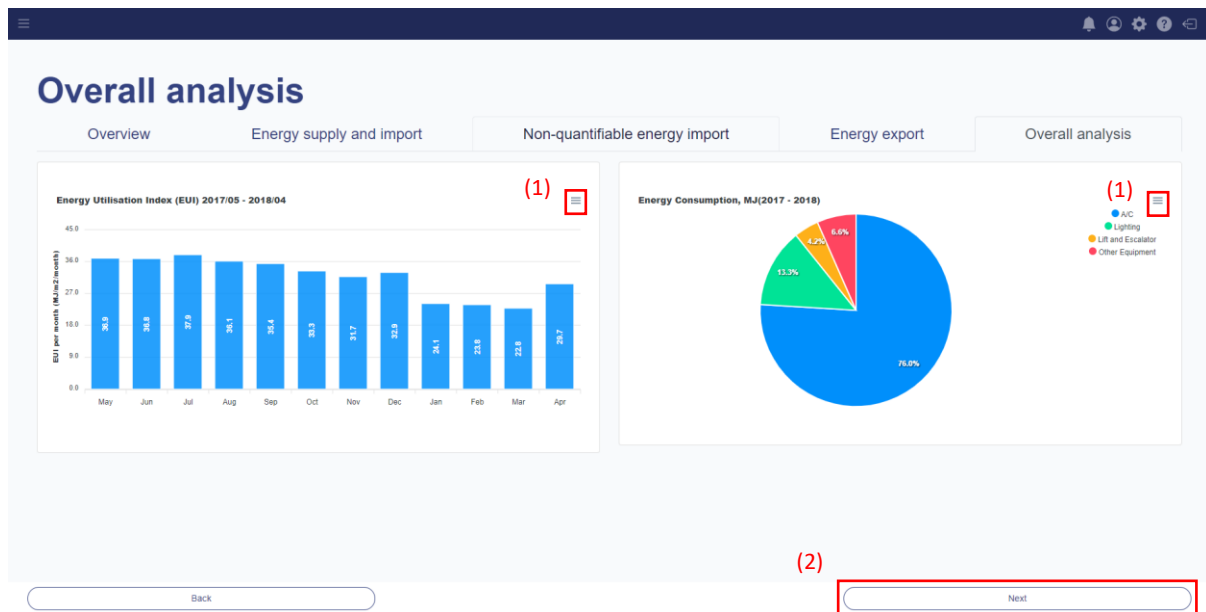 Overall analysis
Overview Energy supply and import Non-quantifiable energy import Energy export Overall analysis
(1)
Energy Utilisation Index (EUI) 2017/05 - 2018/04
EUI per month (MJ/m2/month)
45.0
36.0
27.0
18.0
9.0
0.0
36.9 36.8 37.9 36.1 35.4 33.3 31.7 32.9 24.1 23.8 22.8 29.7
May Jun Jul Aug Sep Oct Nov Dec Jan Feb Mar Apr
(1)
Energy Consumption, MJ(2017 - 2018)
A/C
Lighting
Lift and Escalator
Other Equipment
6.6%
4.2%
13.3%
76.0%
(2)
Back Next